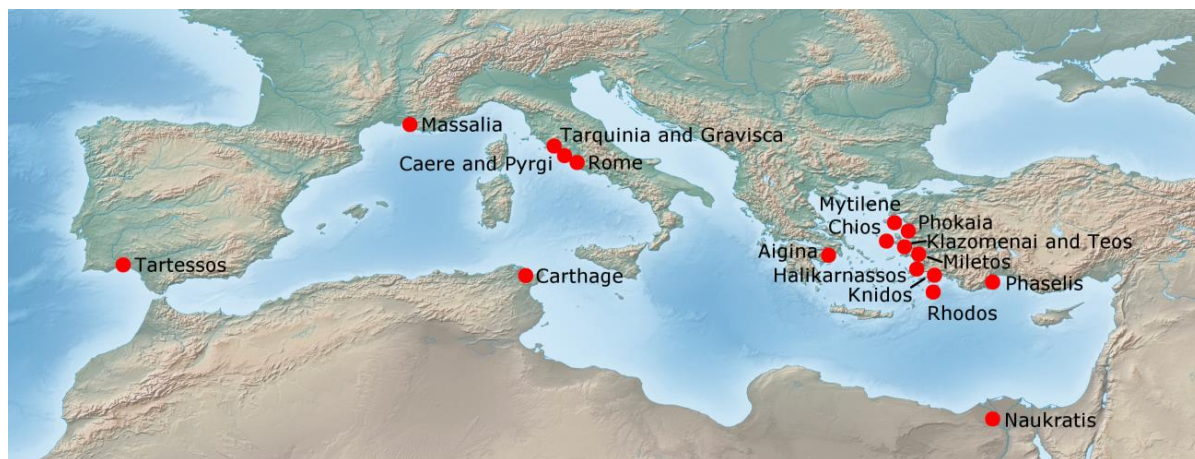 Massalia
Tarquinia and Gravisca
Caere and Pyrgi
Rome
Mytilene
Phokaia
Chios
Klazomenai and Teos
Aigina
Miletos
Tartessos
Carthage
Halikarnassos
Phaselis
Knidos
Rhodos
Naukratis